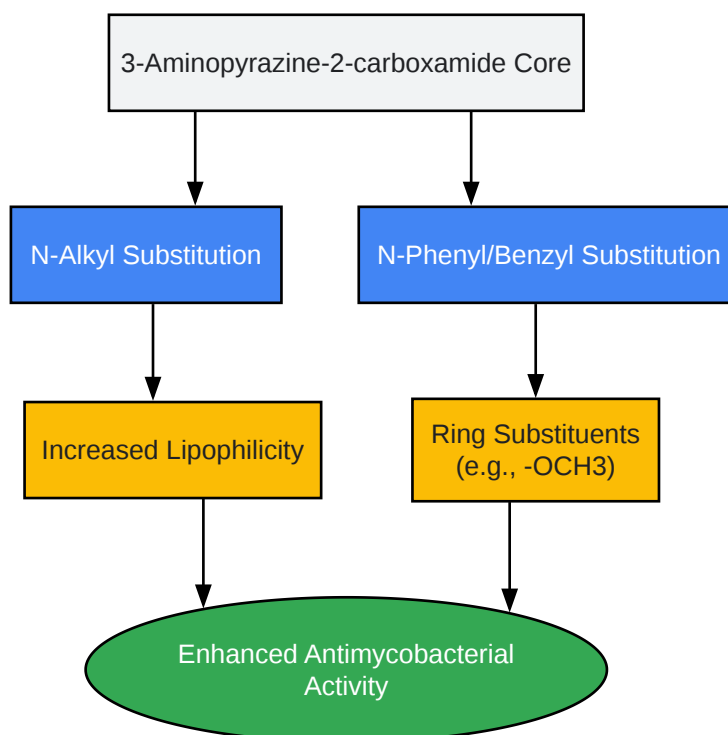 3-Aminopyrazine-2-carboxamide Core
N-Alkyl Substitution
N-Phenyl/Benzyl Substitution
Increased Lipophilicity
Ring Substituents
(e.g., -OCH3)
Enhanced Antimycobacterial
Activity